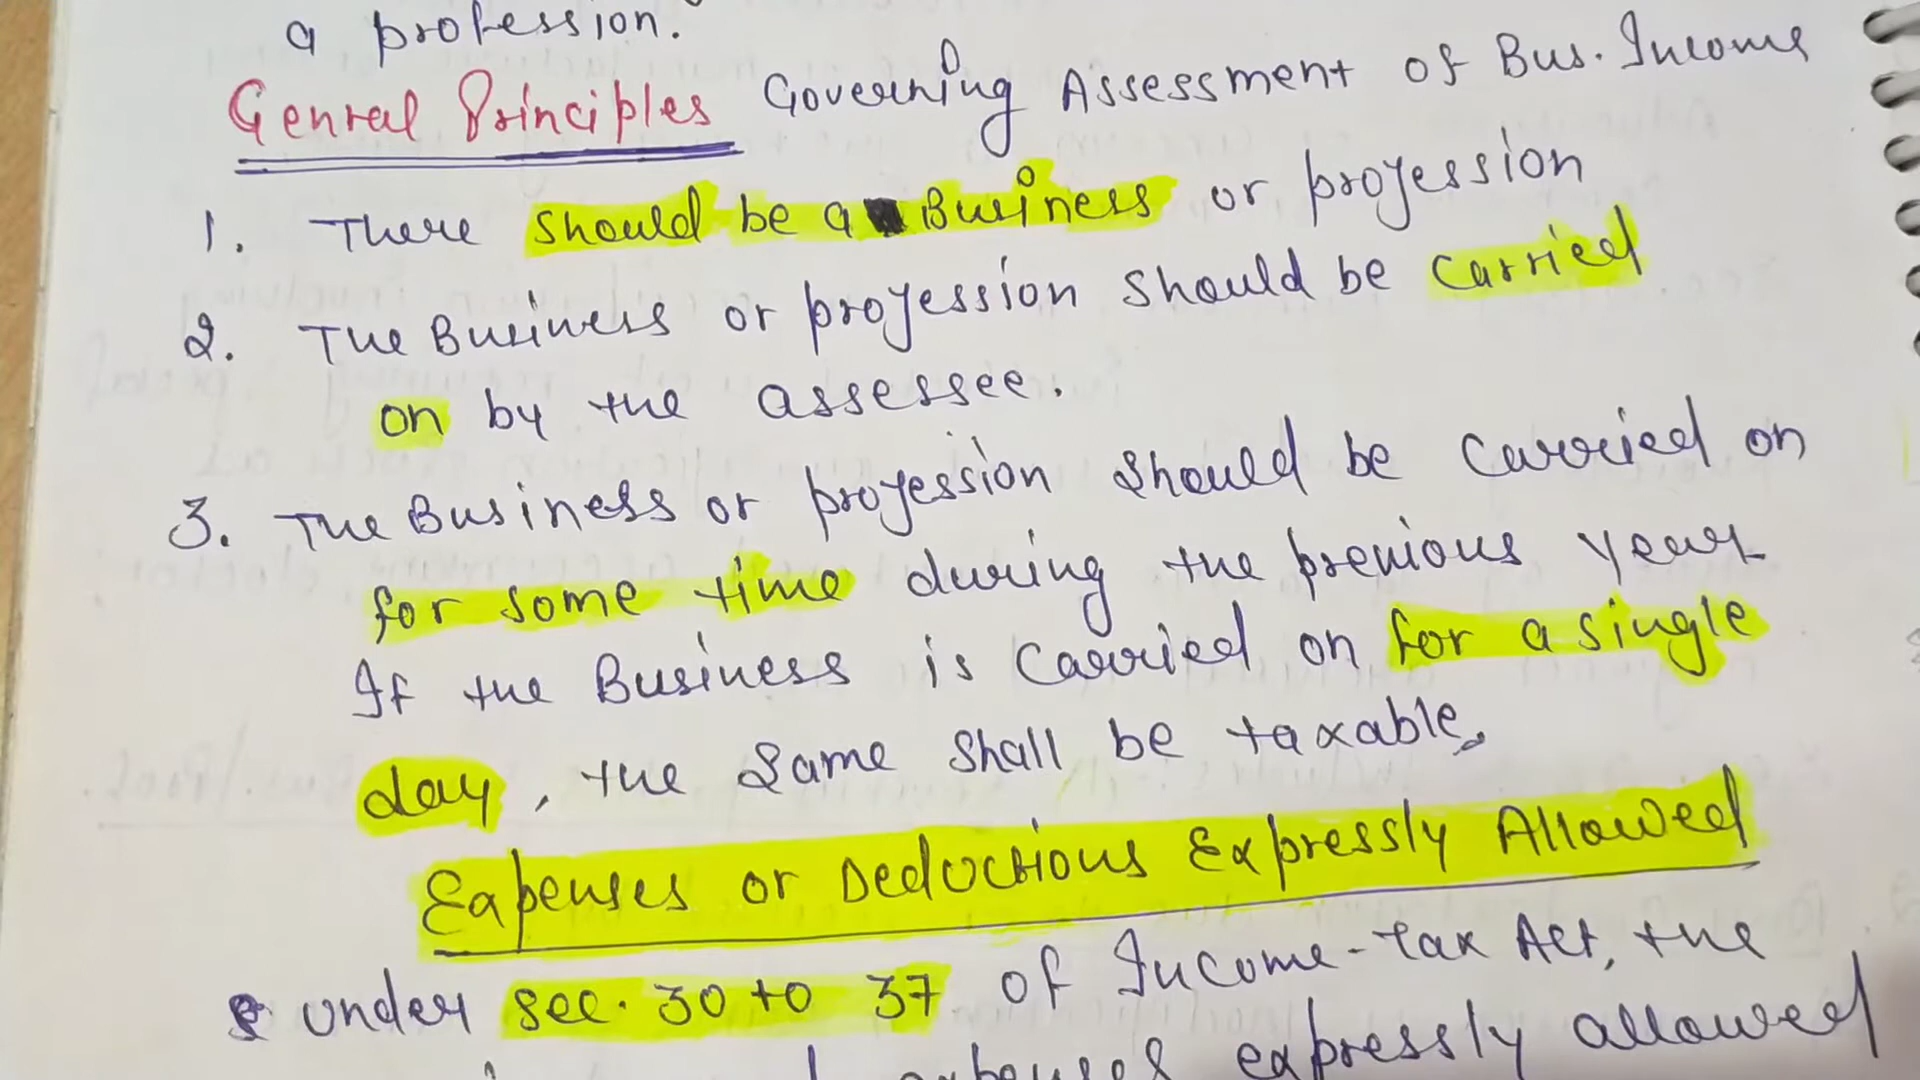 a profession.
Genral Principles Governing Assessment of Bus. Income
1. There should be a Business or profession
2. The Business or profession should be carried
on by the assessee.
3. The Business or profession should be carried on
for some time during the previous year
If the Business is carried on for a single
day, the same shall be taxable.
Expenses or Deductions Expressly Allowed
under sec. 30 to 37 of Income-tax Act, the
expenses expressly allowed